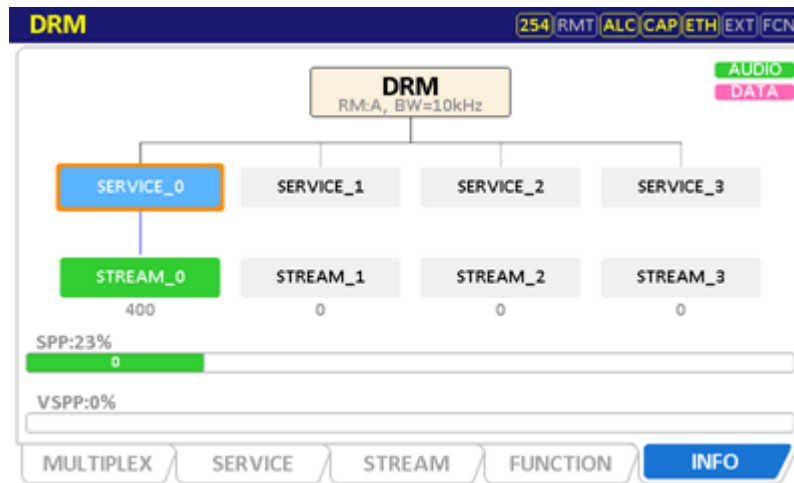 DRM 254 RMT ALC CAP ETH EXT FCN
AUDIO
DATA
DRM
RM:A, BW=10kHz
SERVICE_0 SERVICE_1 SERVICE_2 SERVICE_3
STREAM_0 STREAM_1 STREAM_2 STREAM_3
400 0 0 0
SPP:23%
0
VSPP:0%
MULTIPLEX SERVICE STREAM FUNCTION INFO